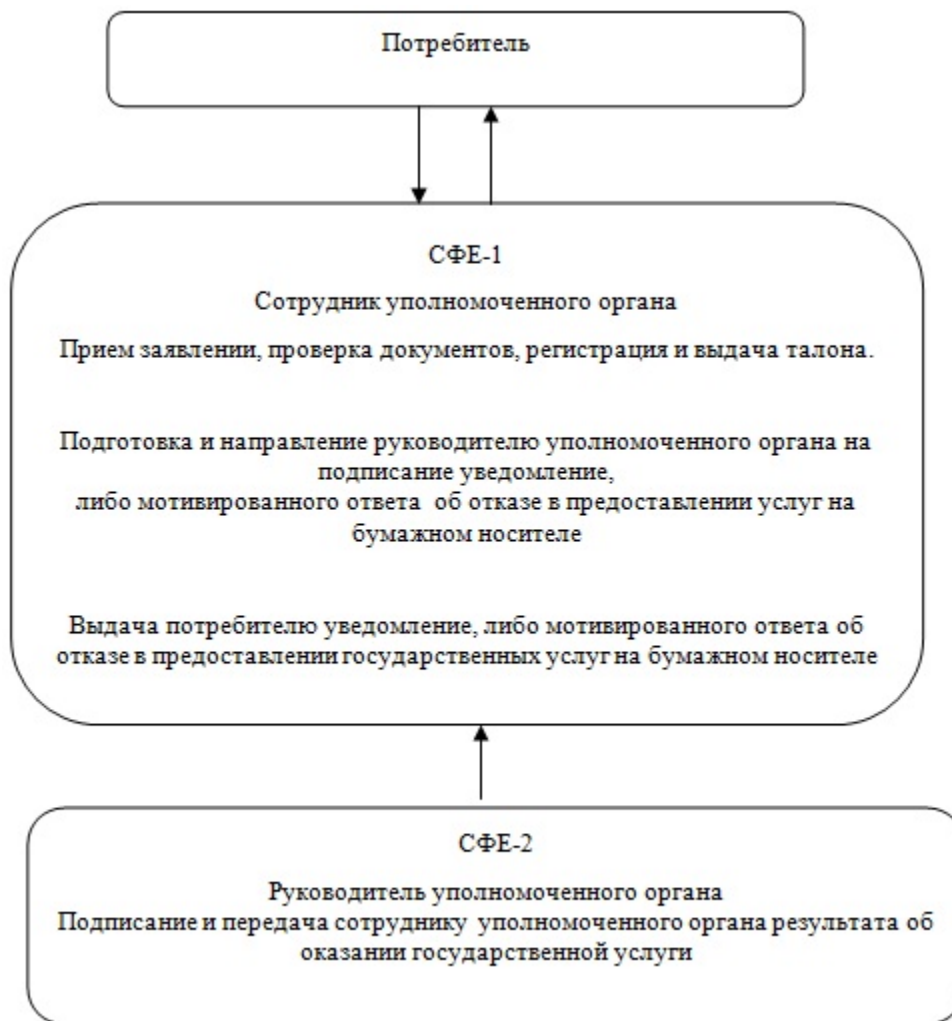 Потребитель
СФЕ-1
Сотрудник уполномоченного органа
Прием заявлении, проверка документов, регистрация и выдача талона.
Подготовка и направление руководителю уполномоченного органа на
подписание уведомление,
либо мотивированного ответа об отказе в предоставлении услуг на
бумажном носителе
Выдача потребителю уведомление, либо мотивированного ответа об
отказе в предоставлении государственных услуг на бумажном носителе
СФЕ-2
Руководитель уполномоченного органа
Подписание и передача сотруднику уполномоченного органа результата об
оказании государственной услуги